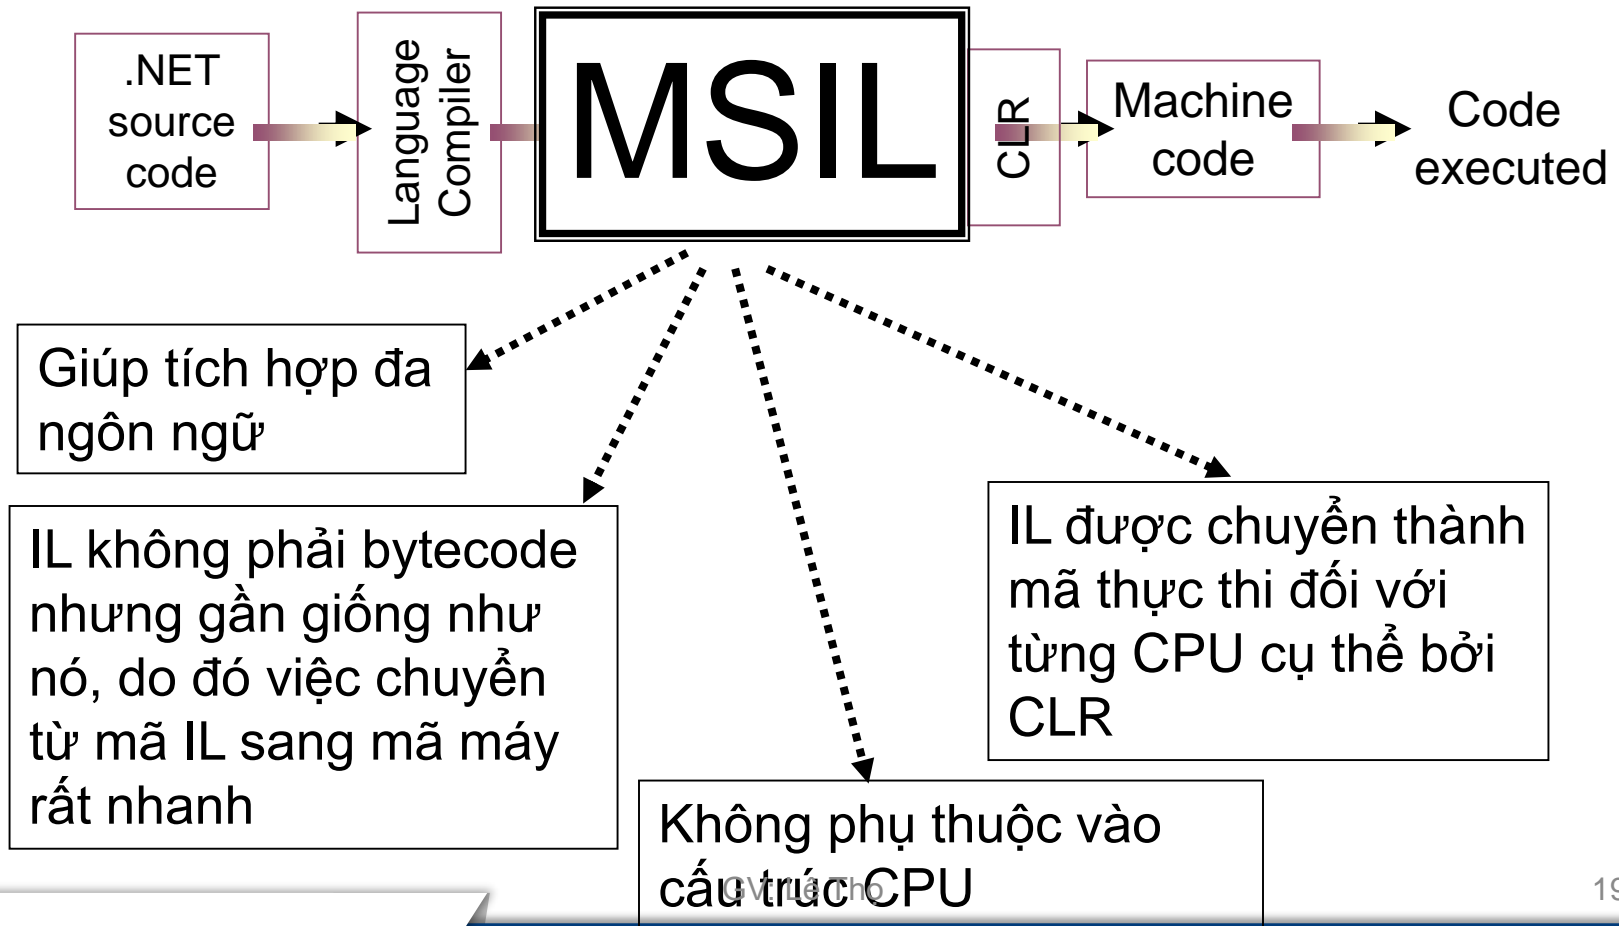 .NET
source
code
Language
Compiler
MSIL
CLR
Machine
code
Code
executed
Giúp tích hợp đa
ngôn ngữ
IL không phải bytecode
nhưng gần giống như
nó, do đó việc chuyển
từ mã IL sang mã máy
rất nhanh
IL được chuyển thành
mã thực thi đối với
từng CPU cụ thể bởi
CLR
Không phụ thuộc vào
cấu trúc CPU
GV: Lê Thọ
19